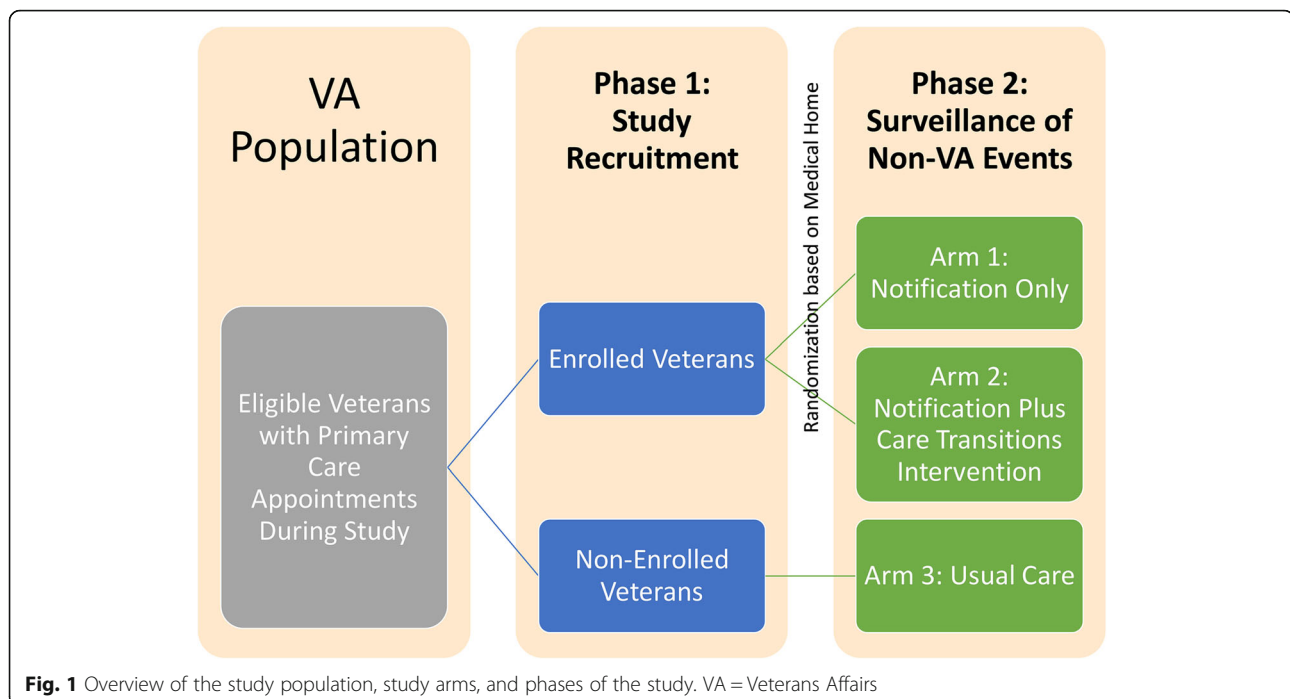 VA
Population
Eligible Veterans
with Primary
Care
Appointments
During Study
Phase 1:
Study
Recruitment
Enrolled Veterans
Non-Enrolled
Veterans
Randomization based on Medical Home
Phase 2:
Surveillance of
Non-VA Events
Arm 1:
Notification Only
Arm 2:
Notification Plus
Care Transitions
Intervention
Arm 3: Usual Care
Fig. 1 Overview of the study population, study arms, and phases of the study. VA = Veterans Affairs